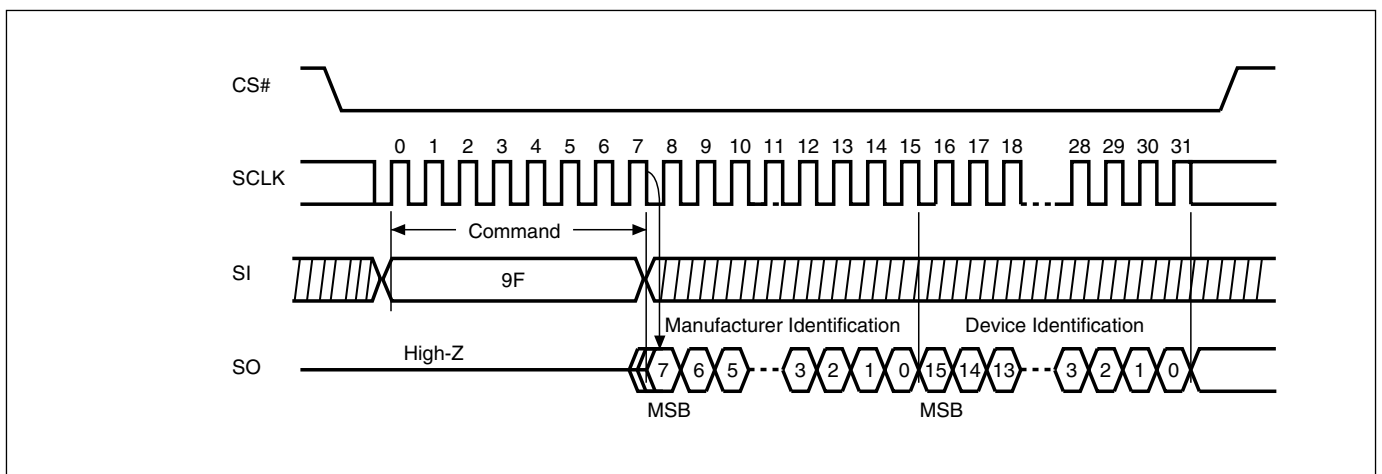 CS#
0 1 2 3 4 5 6 7 8 9 10 11 12 13 14 15 16 17 18 28 29 30 31
SCLK
Command
SI
9F
Manufacturer Identification Device Identification
High-Z
SO
7 6 5 3 2 1 0 15 14 13 3 2 1 0
MSB MSB